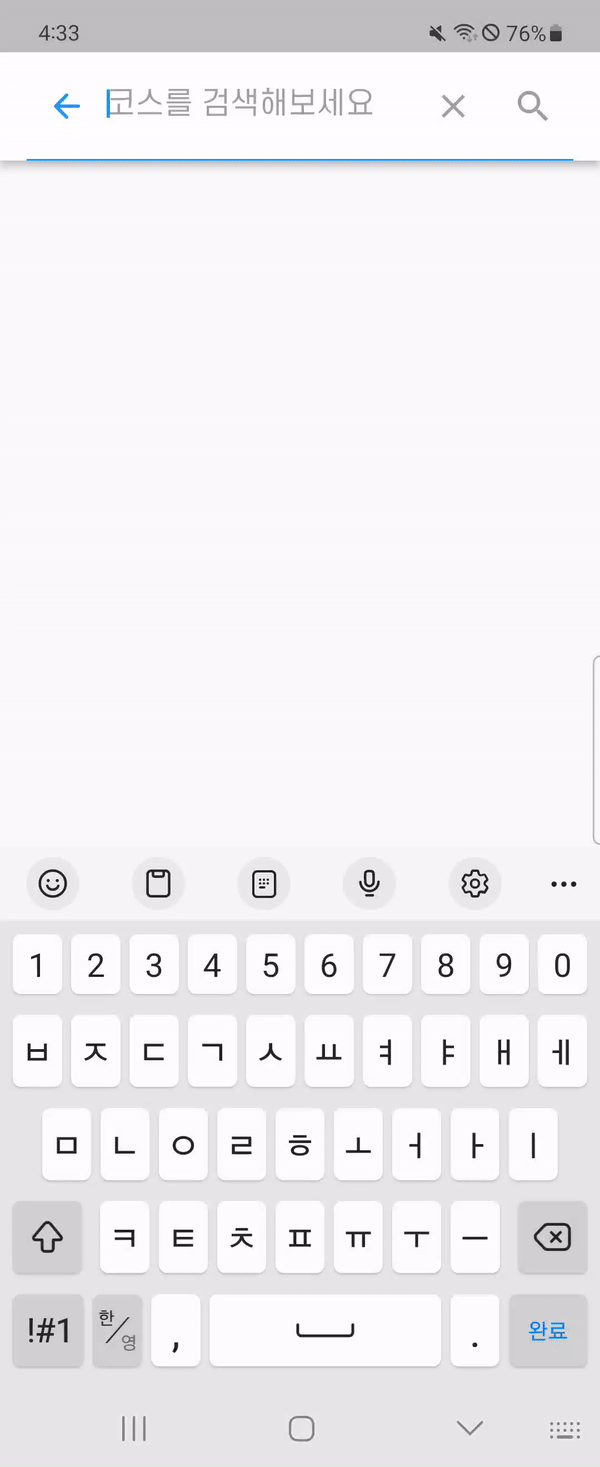 4:33 76%
코스를 검색해보세요
1 2 3 4 5 6 7 8 9 0
ㅂ ㅈ ㄷ ㄱ ㅅ ㅛ ㅕ ㅑ ㅐ ㅔ
ㅁ ㄴ ㅇ ㄹ ㅎ ㅗ ㅓ ㅏ ㅣ
ㅋ ㅌ ㅊ ㅍ ㅠ ㅜ ㅡ
!#1 한/영 , . 완료